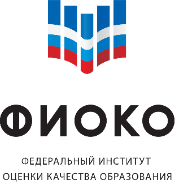 ФИОКО
ФЕДЕРАЛЬНЫЙ ИНСТИТУТ
ОЦЕНКИ КАЧЕСТВА ОБРАЗОВАНИЯ